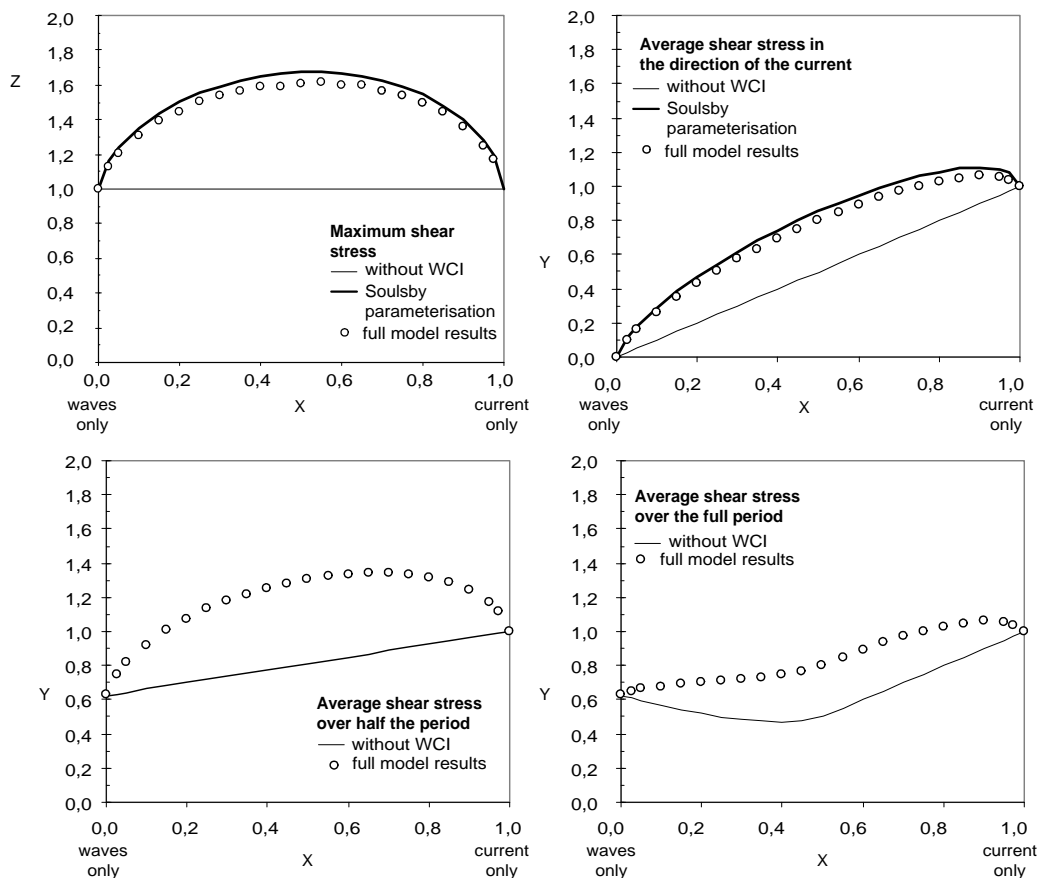 2,0
1,8
Z
1,6
1,4
1,2
1,0
0,8
0,6
0,4
0,2
0,0
Maximum shear
stress
without WCI
Soulsby
parameterisation
full model results
0,0 0,2 0,4 0,6 0,8 1,0
waves
only
X
current
only
2,0
1,8
1,6
1,4
1,2
1,0
0,8
0,6
Y
0,4
0,2
0,0
Average shear stress in
the direction of the current
without WCI
Soulsby
parameterisation
full model results
0,0 0,2 0,4 0,6 0,8 1,0
waves
only
X
current
only
2,0
1,8
1,6
1,4
1,2
1,0
0,8
Y
0,6
0,4
0,2
0,0
Average shear stress
over half the period
without WCI
full model results
0,0 0,2 0,4 0,6 0,8 1,0
waves
only
X
current
only
2,0
1,8
1,6
1,4
1,2
1,0
0,8
Y
0,6
0,4
0,2
0,0
Average shear stress
over the full period
without WCI
full model results
0,0 0,2 0,4 0,6 0,8 1,0
waves
only
X
current
only